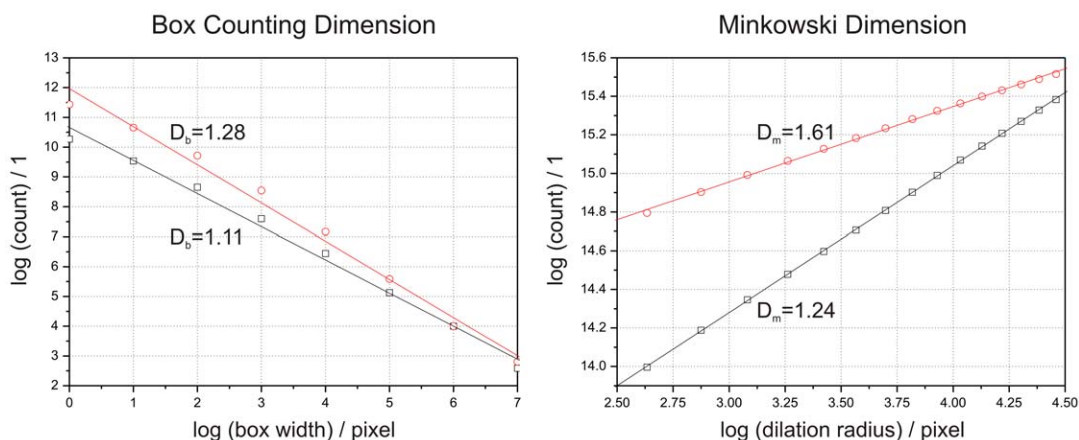 Box Counting Dimension
13
12
11
10
9
8
7
6
5
4
3
2
log (count) / 1
D_b=1.28
D_b=1.11
0 1 2 3 4 5 6 7
log (box width) / pixel
Minkowski Dimension
15.6
15.4
15.2
15.0
14.8
14.6
14.4
14.2
14.0
log (count) / 1
D_m=1.61
D_m=1.24
2.50 2.75 3.00 3.25 3.50 3.75 4.00 4.25 4.50
log (dilation radius) / pixel